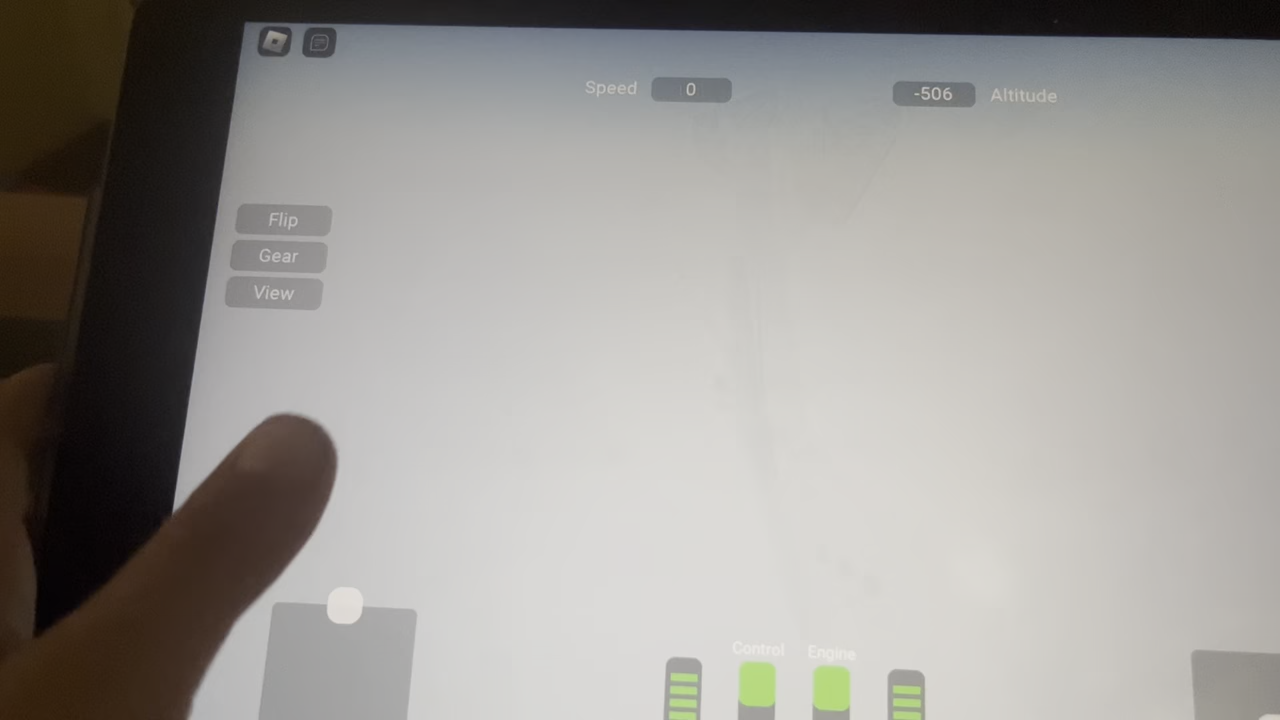 Speed 0
-506 Altitude
Flip
Gear
View
Control Engine